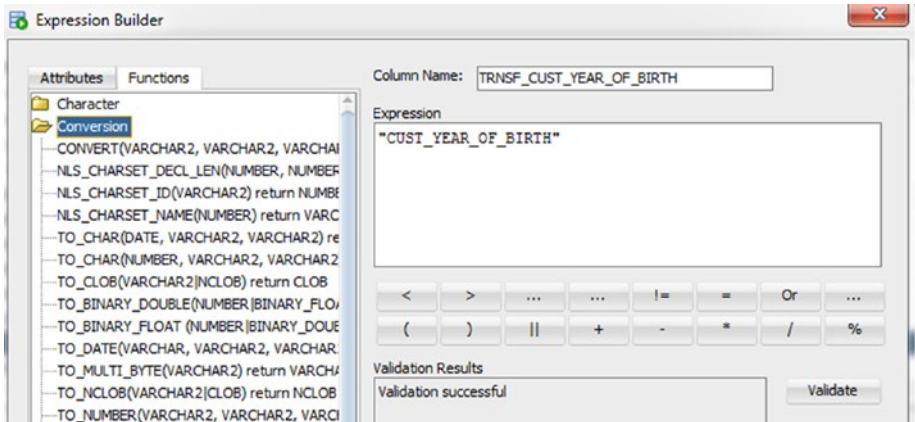 Expression Builder
Attributes Functions
Character
Conversion
CONVERT(VARCHAR2, VARCHAR2, VARCHAI
NLS_CHARSET_DECL_LEN(NUMBER, NUMBER
NLS_CHARSET_ID(VARCHAR2) return NUMBE
NLS_CHARSET_NAME(NUMBER) return VARC
TO_CHAR(DATE, VARCHAR2, VARCHAR2) re
TO_CHAR(NUMBER, VARCHAR2, VARCHAR2
TO_CLOB(VARCHAR2|NCLOB) return CLOB
TO_BINARY_DOUBLE(NUMBER|BINARY_FLO
TO_BINARY_FLOAT (NUMBER|BINARY_DOUE
TO_DATE(VARCHAR, VARCHAR2, VARCHAR
TO_MULTI_BYTE(VARCHAR2) return VARCHA
TO_NCLOB(VARCHAR2|CLOB) return NCLOB
TO_NUMBER(VARCHAR2, VARCHAR2, VARCI
Column Name: TRNSF_CUST_YEAR_OF_BIRTH
Expression
"CUST_YEAR_OF_BIRTH"
< > ... ... != = Or ...
( ) || + - * / %
Validation Results
Validation successful
Validate